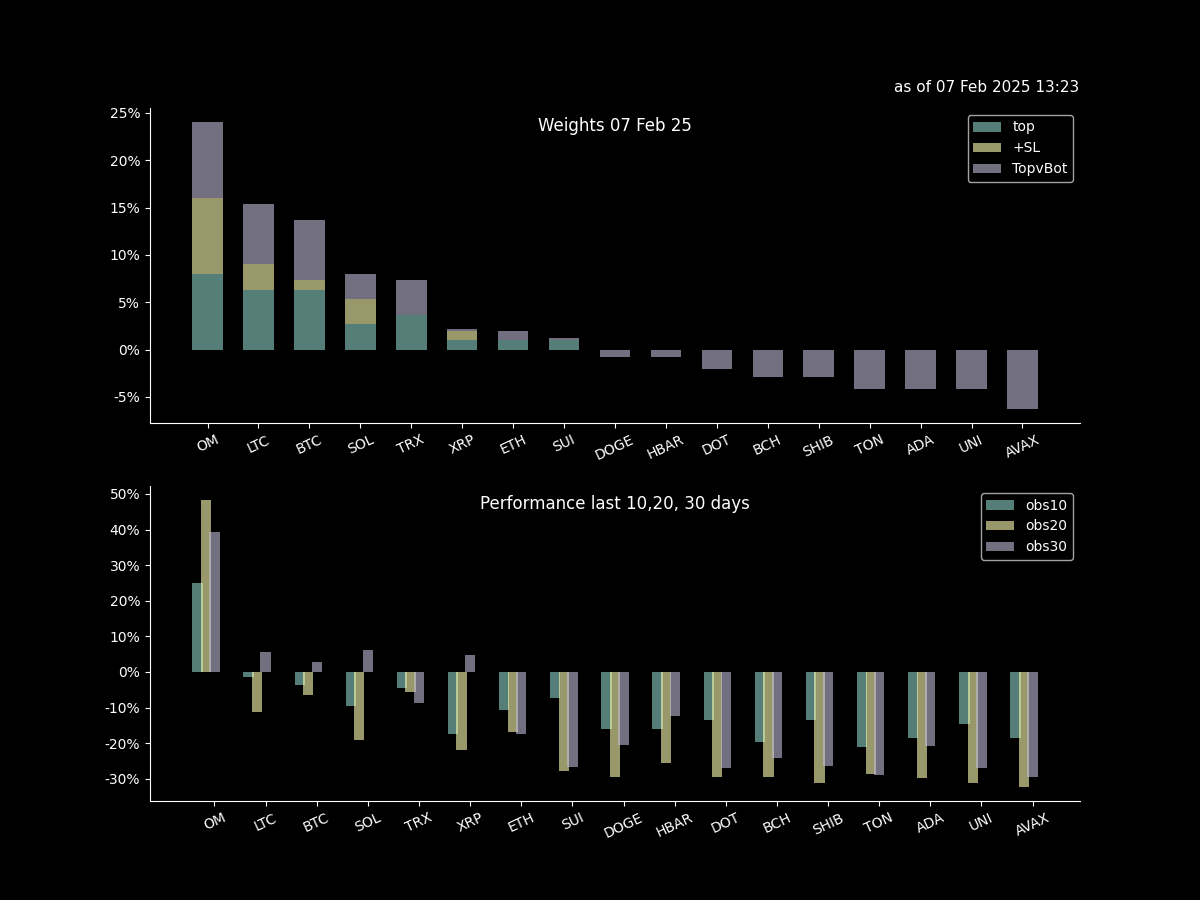 as of 07 Feb 2025 13:23
Weights 07 Feb 25
top
+SL
TopvBot
25%
20%
15%
10%
5%
0%
-5%
OM LTC BTC SOL TRX XRP ETH SUI DOGE HBAR DOT BCH SHIB TON ADA UNI AVAX
Performance last 10,20, 30 days
obs10
obs20
obs30
50%
40%
30%
20%
10%
0%
-10%
-20%
-30%
OM LTC BTC SOL TRX XRP ETH SUI DOGE HBAR DOT BCH SHIB TON ADA UNI AVAX